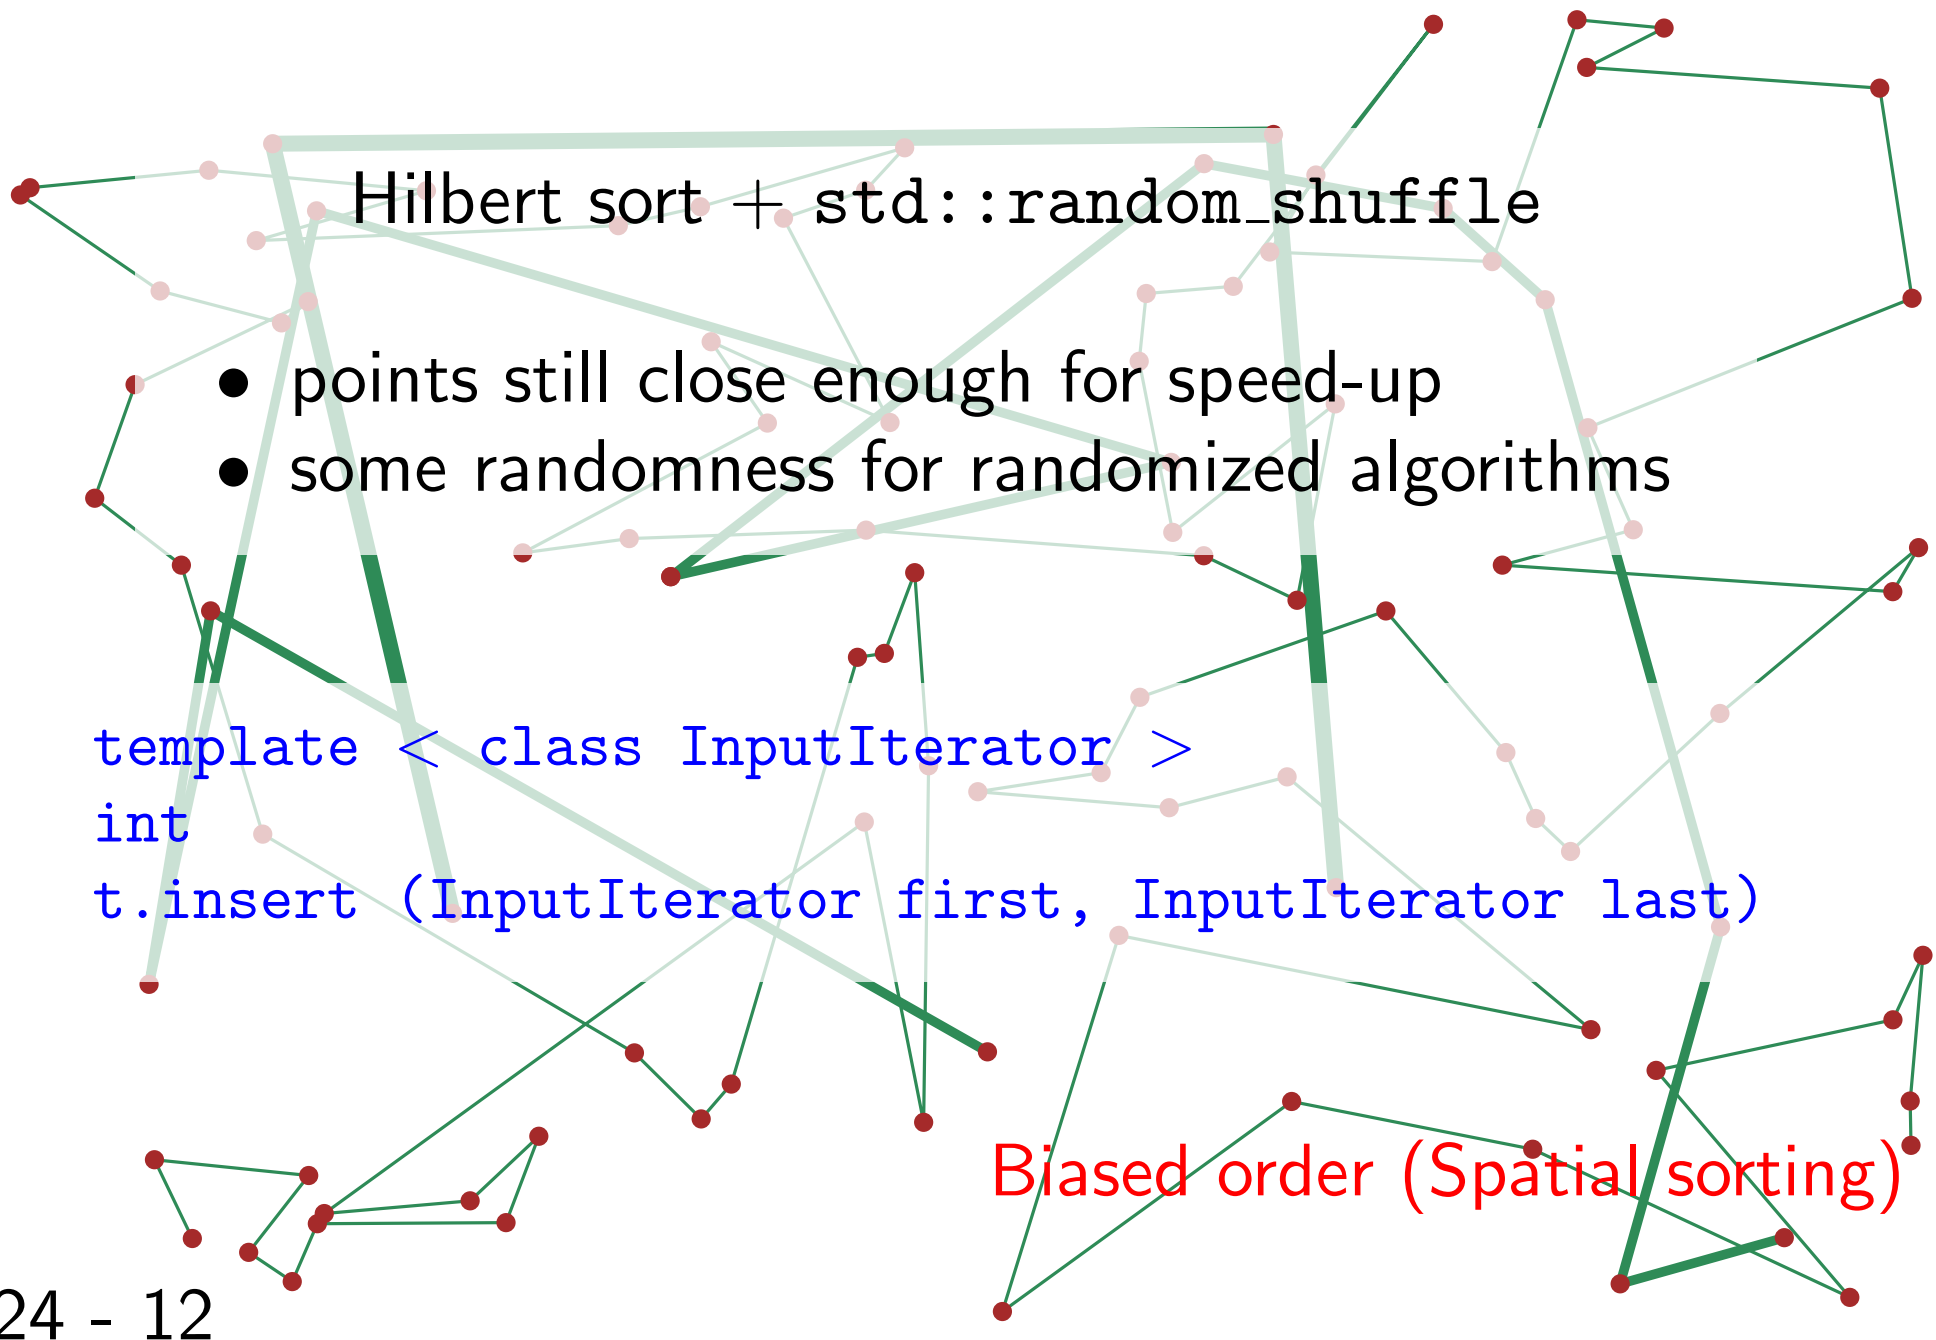 Hilbert sort + std::random_shuffle
• points still close enough for speed-up
• some randomness for randomized algorithms
template < class InputIterator >
int
t.insert (InputIterator first, InputIterator last)
Biased order (Spatial sorting)
24 - 12